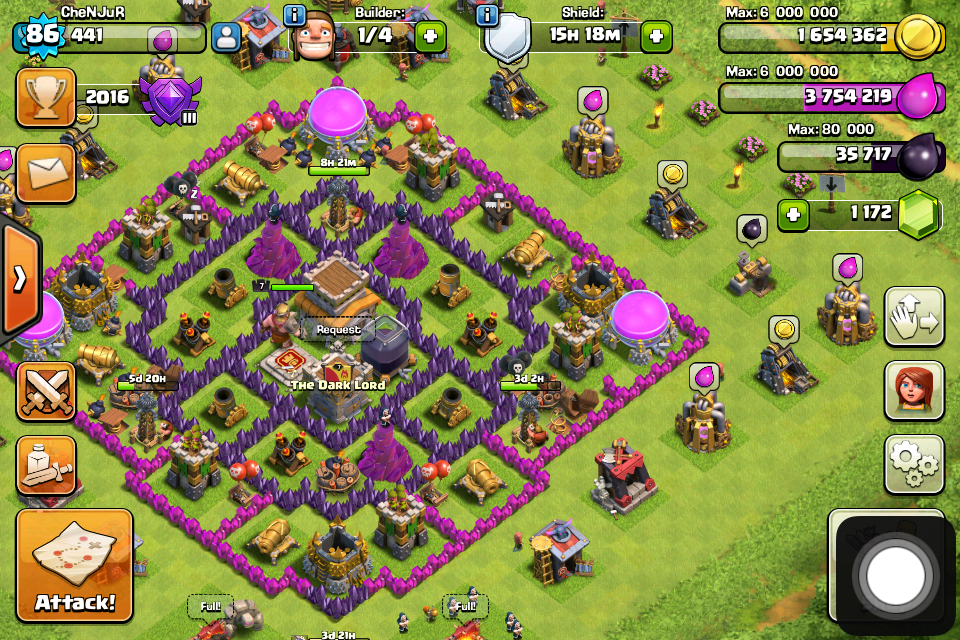 CheNJuR
86 441
Builder:
1/4
Shield:
15h 18m
Max: 6 000 000
1 654 362
2016
III
Max: 6 000 000
3 754 219
Max: 80 000
35 717
1 172
8h 21m
2
7
Request
5d 20h
The Dark Lord
3d 2h
Attack!
Full!
Full!
3d 21h